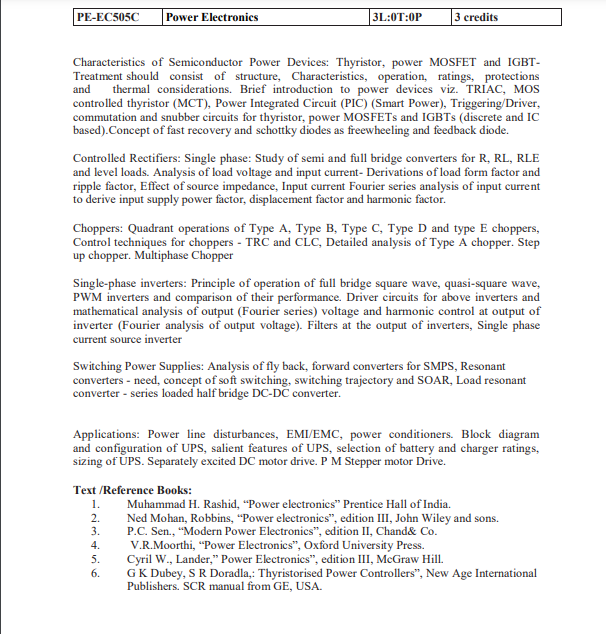 PE-EC505C Power Electronics 3L:0T:0P 3 credits
Characteristics of Semiconductor Power Devices: Thyristor, power MOSFET and IGBT-
Treatment should consist of structure, Characteristics, operation, ratings, protections
and thermal considerations. Brief introduction to power devices viz. TRIAC, MOS
controlled thyristor (MCT), Power Integrated Circuit (PIC) (Smart Power), Triggering/Driver,
commutation and snubber circuits for thyristor, power MOSFETs and IGBTs (discrete and IC
based).Concept of fast recovery and schottky diodes as freewheeling and feedback diode.
Controlled Rectifiers: Single phase: Study of semi and full bridge converters for R, RL, RLE
and level loads. Analysis of load voltage and input current- Derivations of load form factor and
ripple factor, Effect of source impedance, Input current Fourier series analysis of input current
to derive input supply power factor, displacement factor and harmonic factor.
Choppers: Quadrant operations of Type A, Type B, Type C, Type D and type E choppers,
Control techniques for choppers - TRC and CLC, Detailed analysis of Type A chopper. Step
up chopper. Multiphase Chopper
Single-phase inverters: Principle of operation of full bridge square wave, quasi-square wave,
PWM inverters and comparison of their performance. Driver circuits for above inverters and
mathematical analysis of output (Fourier series) voltage and harmonic control at output of
inverter (Fourier analysis of output voltage). Filters at the output of inverters, Single phase
current source inverter
Switching Power Supplies: Analysis of fly back, forward converters for SMPS, Resonant
converters - need, concept of soft switching, switching trajectory and SOAR, Load resonant
converter - series loaded half bridge DC-DC converter.
Applications: Power line disturbances, EMI/EMC, power conditioners. Block diagram
and configuration of UPS, salient features of UPS, selection of battery and charger ratings,
sizing of UPS. Separately excited DC motor drive. P M Stepper motor Drive.
Text /Reference Books:
1. Muhammad H. Rashid, “Power electronics” Prentice Hall of India.
2. Ned Mohan, Robbins, “Power electronics”, edition III, John Wiley and sons.
3. P.C. Sen., “Modern Power Electronics”, edition II, Chand& Co.
4. V.R.Moorthi, “Power Electronics”, Oxford University Press.
5. Cyril W., Lander,” Power Electronics”, edition III, McGraw Hill.
6. G K Dubey, S R Doradla,: Thyristorised Power Controllers”, New Age International
Publishers. SCR manual from GE, USA.